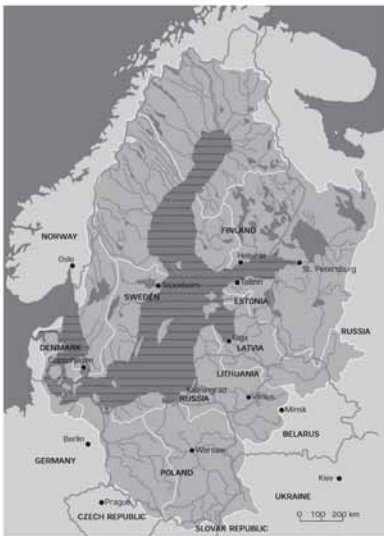 NORWAY
FINLAND
Oslo
Helsinki
St. Petersburg
Stockholm
Tallinn
SWEDEN
ESTONIA
RUSSIA
Riga
DENMARK
LATVIA
Copenhagen
LITHUANIA
Kaliningrad
Vilnius
RUSSIA
Minsk
BELARUS
Berlin
Warsaw
GERMANY
POLAND
Kiev
Prague
UKRAINE
CZECH REPUBLIC
SLOVAK REPUBLIC
0 100 200 km